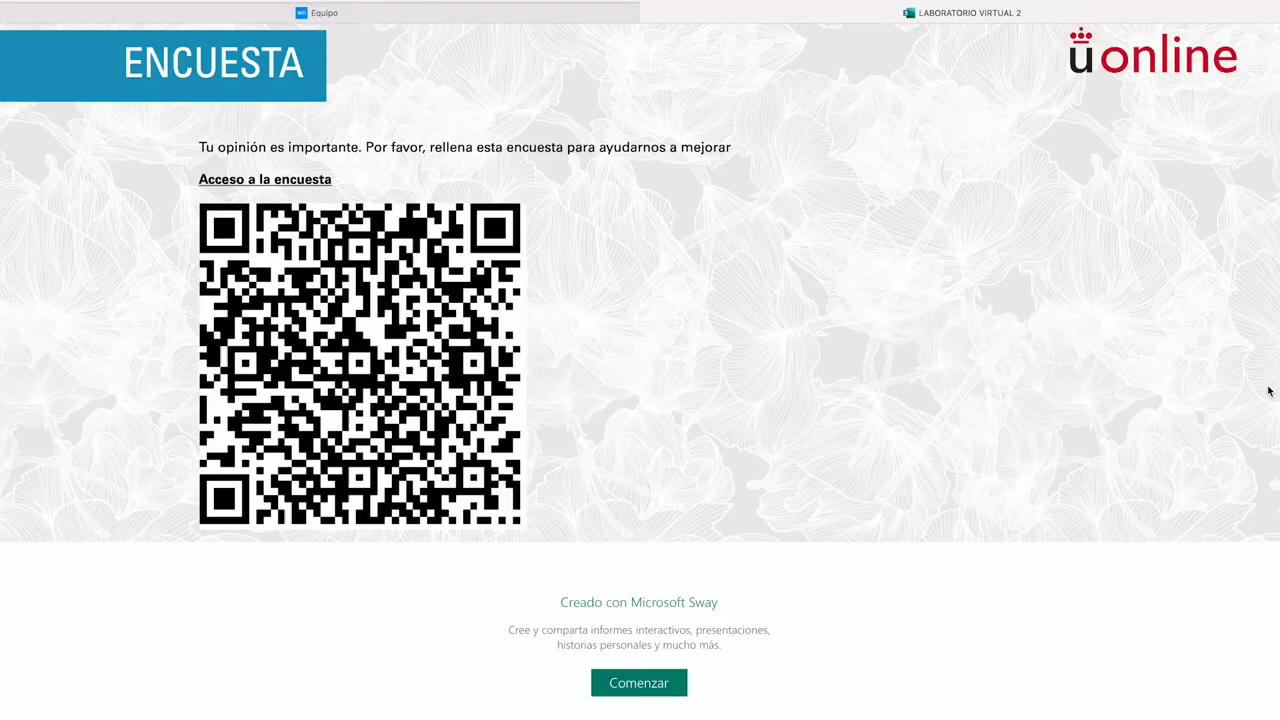 Equipo
LABORATORIO VIRTUAL 2
ENCUESTA
uonline
Tu opinión es importante. Por favor, rellena esta encuesta para ayudarnos a mejorar
Acceso a la encuesta
Creado con Microsoft Sway
Cree y comparta informes interactivos, presentaciones,
historias personales y mucho más.
Comenzar